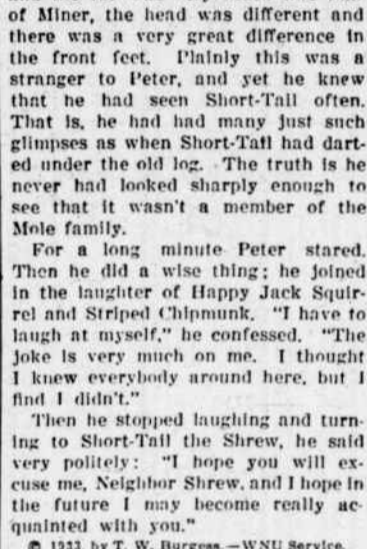 of Miner, the head was different and
there was a very great difference in
the front feet. Plainly this was a
stranger to Peter, and yet he knew
that he had seen Short-Tail often.
That is, he had had many just such
glimpses as when Short-Tail had dart-
ed under the old log. The truth is he
never had looked sharply enough to
see that it wasn't a member of the
Mole family.
For a long minute Peter stared.
Then he did a wise thing; he joined
in the laughter of Happy Jack Squir-
rel and Striped Chipmunk. "I have to
laugh at myself," he confessed. "The
joke is very much on me. I thought
I knew everybody around here, but I
find I didn't."
Then he stopped laughing and turn-
ing to Short-Tail the Shrew, he said
very politely: "I hope you will ex-
cuse me, Neighbor Shrew, and I hope in
the future I may become really ac-
quainted with you."
© 1933, by T. W. Burgess.—WNU Service.